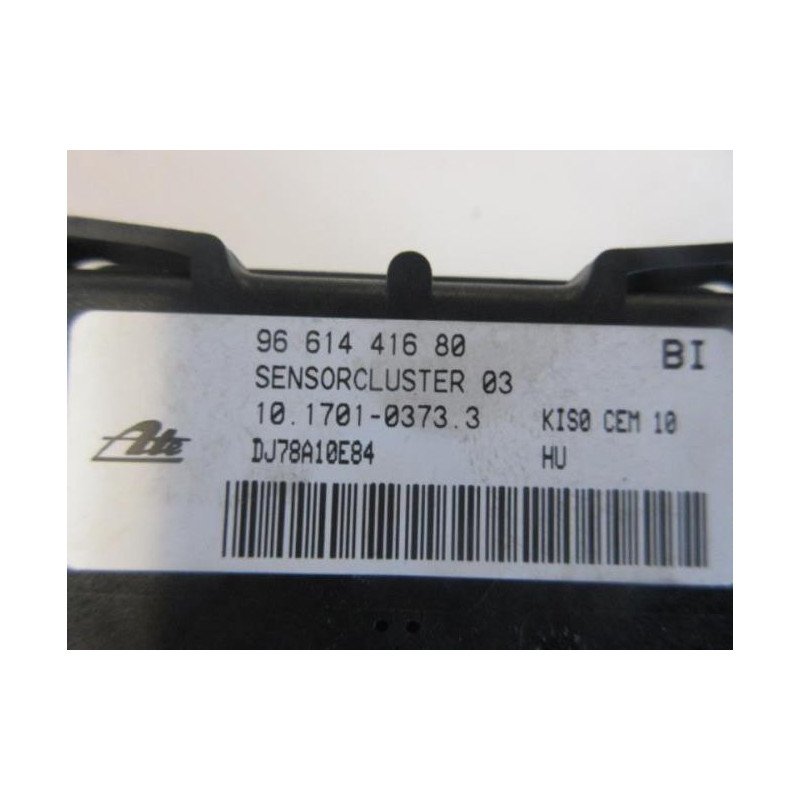 96 614 416 80 BI
SENSORCLUSTER 03
10.1701-0373.3 KIS0 CEM 10
Ate DJ78A10E84 HU